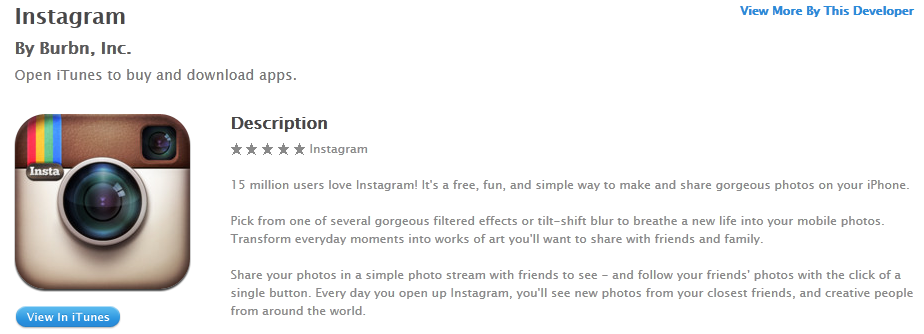 Instagram
View More By This Developer
By Burbn, Inc.
Open iTunes to buy and download apps.
Insta
Description
★★★★★ Instagram
15 million users love Instagram! It's a free, fun, and simple way to make and share gorgeous photos on your iPhone.
Pick from one of several gorgeous filtered effects or tilt-shift blur to breathe a new life into your mobile photos.
Transform everyday moments into works of art you'll want to share with friends and family.
Share your photos in a simple photo stream with friends to see – and follow your friends' photos with the click of a
single button. Every day you open up Instagram, you'll see new photos from your closest friends, and creative people
from around the world.
View In iTunes